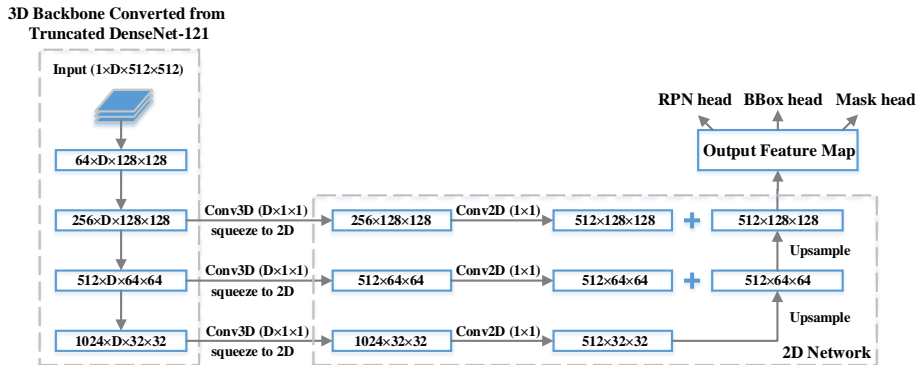 3D Backbone Converted from
Truncated DenseNet-121
Input (1×D×512×512)
64×D×128×128
256×D×128×128
512×D×64×64
1024×D×32×32
Conv3D (D×1×1)
squeeze to 2D
Conv3D (D×1×1)
squeeze to 2D
Conv3D (D×1×1)
squeeze to 2D
256×128×128
512×64×64
1024×32×32
Conv2D (1×1)
Conv2D (1×1)
Conv2D (1×1)
512×128×128
512×64×64
512×32×32
+
+
RPN head
BBox head
Mask head
Output Feature Map
512×128×128
Upsample
512×64×64
Upsample
2D Network